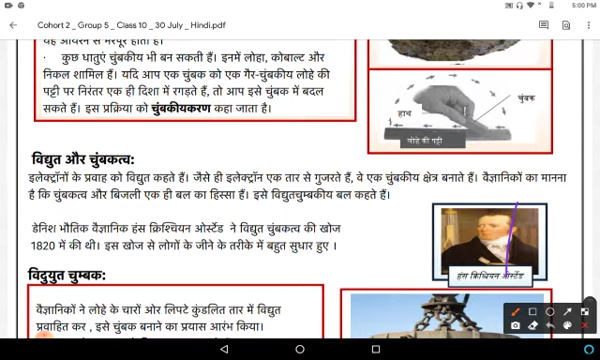 5:00 PM
Cohort 2 _ Group 5 _ Class 10 _ 30 July _ Hindi.pdf
यह आयरन से भरपूर होता है।
· कुछ धातुएं चुंबकीय भी बन सकती हैं। इनमें लोहा, कोबाल्ट और
निकल शामिल हैं। यदि आप एक चुंबक को एक गैर-चुंबकीय लोहे की
पट्टी पर निरंतर एक ही दिशा में रगड़ते हैं, तो आप इसे चुंबक में बदल
सकते हैं। इस प्रक्रिया को चुंबकीयकरण कहा जाता है।
चुंबक
हाथ
लोहे की पट्टी
विद्युत और चुंबकत्व:
इलेक्ट्रॉनों के प्रवाह को विद्युत कहते हैं। जैसे ही इलेक्ट्रॉन एक तार से गुजरते हैं, वे एक चुंबकीय क्षेत्र बनाते हैं। वैज्ञानिकों का मानना
है कि चुंबकत्व और बिजली एक ही बल का हिस्सा हैं। इसे विद्युतचुम्बकीय बल कहते हैं।
डेनिश भौतिक वैज्ञानिक हंस क्रिश्चियन ओर्स्टेड ने विद्युत चुंबकत्व की खोज
1820 में की थी। इस खोज से लोगों के जीने के तरीके में बहुत सुधार हुए ।
हंस क्रिश्चियन ओर्स्टेड
विदुयुत चुम्बक:
वैज्ञानिकों ने लोहे के चारों ओर लिपटे कुंडलित तार में विद्युत
प्रवाहित कर , इसे चुंबक बनाने का प्रयास आरंभ किया।